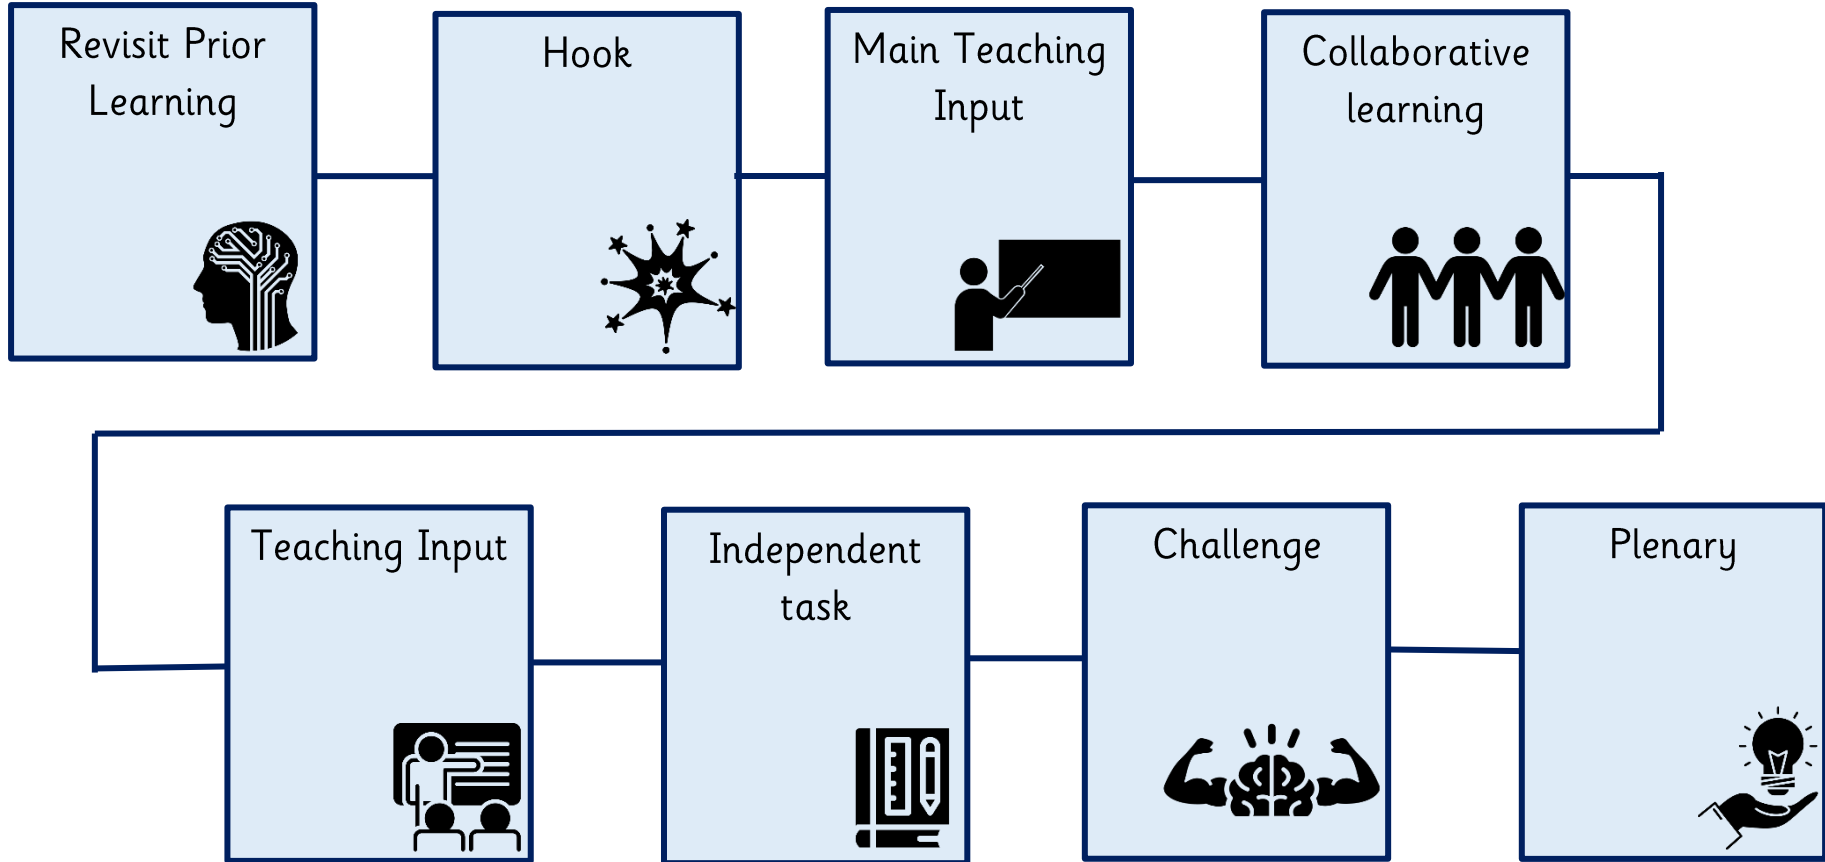 Revisit Prior
Learning
Hook
Main Teaching
Input
Collaborative
learning
Teaching Input
Independent
task
Challenge
Plenary